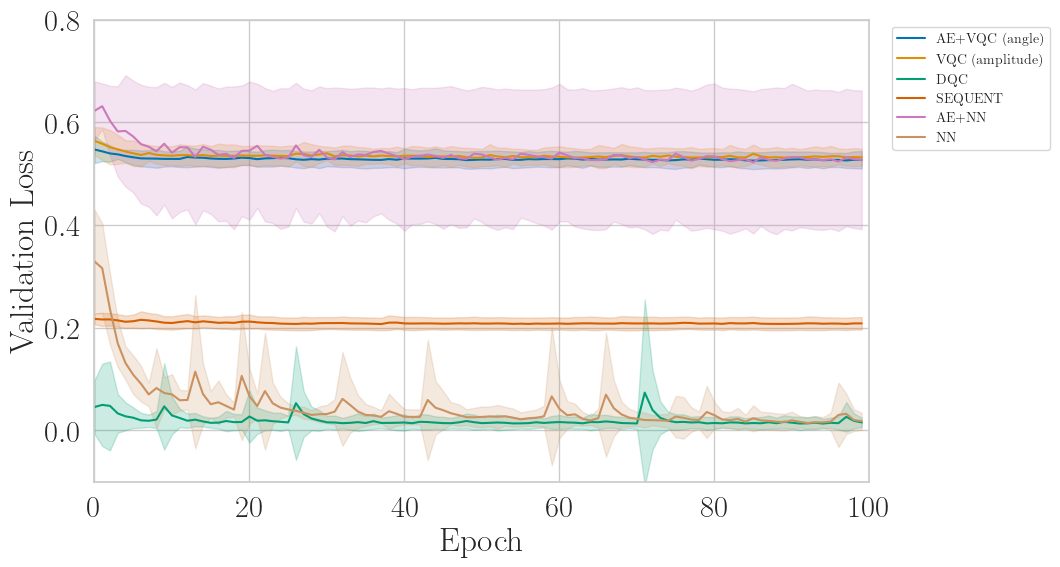 0.8
0.6
0.4
0.2
0.0
Validation Loss
0
20
40
60
80
100
Epoch
AE+VQC (angle)
VQC (amplitude)
DQC
SEQUENT
AE+NN
NN